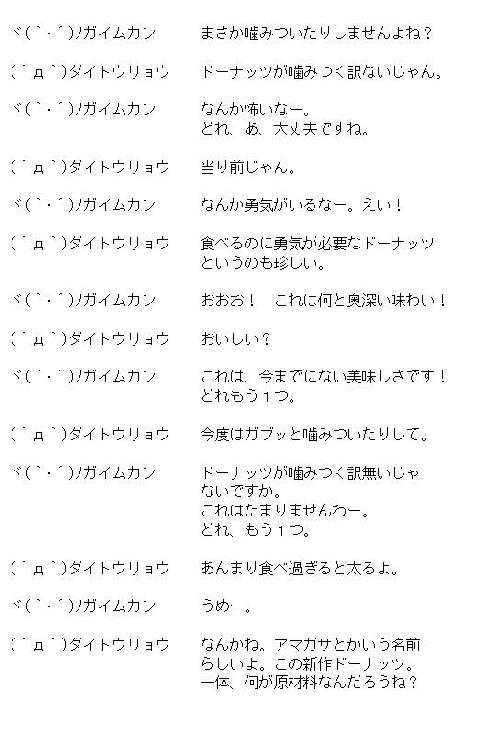 ヾ(｀・´)ﾉガイムカン　まさか噛みついたりしませんよね？
(｀д｀)ダイトウリョウ　ドーナッツが噛みつく訳ないじゃん。
ヾ(｀・´)ﾉガイムカン　なんか怖いなー。
どれ、あ、大丈夫ですね。
(｀д｀)ダイトウリョウ　当り前じゃん。
ヾ(｀・´)ﾉガイムカン　なんか勇気がいるなー。えい！
(｀д｀)ダイトウリョウ　食べるのに勇気が必要なドーナッツ
というのも珍しい。
ヾ(｀・´)ﾉガイムカン　おおお！　これは何と奥深い味わい！
(｀д｀)ダイトウリョウ　おいしい？
ヾ(｀・´)ﾉガイムカン　これは、今までにない美味しさです！
どれもう１つ。
(｀д｀)ダイトウリョウ　今度はガブッと噛みついたりして。
ヾ(｀・´)ﾉガイムカン　ドーナッツが噛みつく訳無いじゃ
ないですか。
これはたまりませんわー。
どれ、もう１つ。
(｀д｀)ダイトウリョウ　あんまり食べ過ぎると太るよ。
ヾ(｀・´)ﾉガイムカン　うめー。
(｀д｀)ダイトウリョウ　なんかね。アマガサとかいう名前
らしいよ。この新作ドーナッツ。
一体、何が原材料なんだろうね？